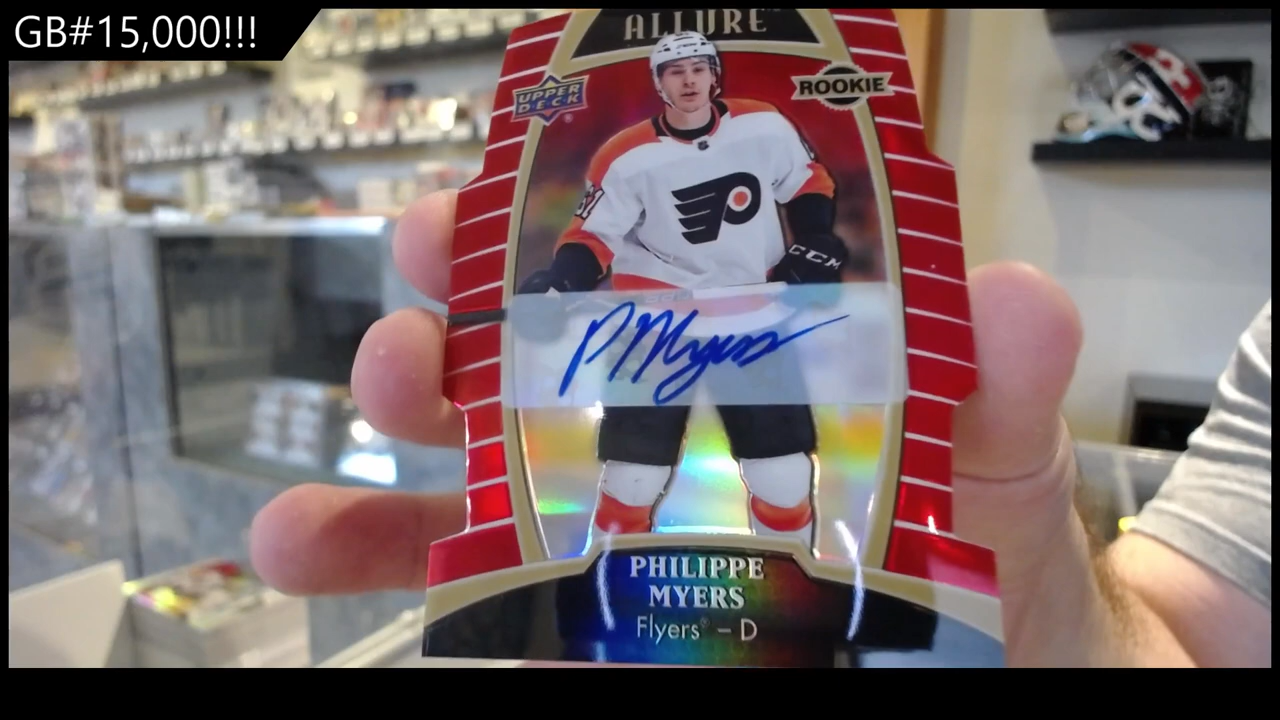 GB#15,000!!!
ALLURE
UPPER
DECK
ROOKIE
CCM
P Myers
PHILIPPE
MYERS
Flyers® – D